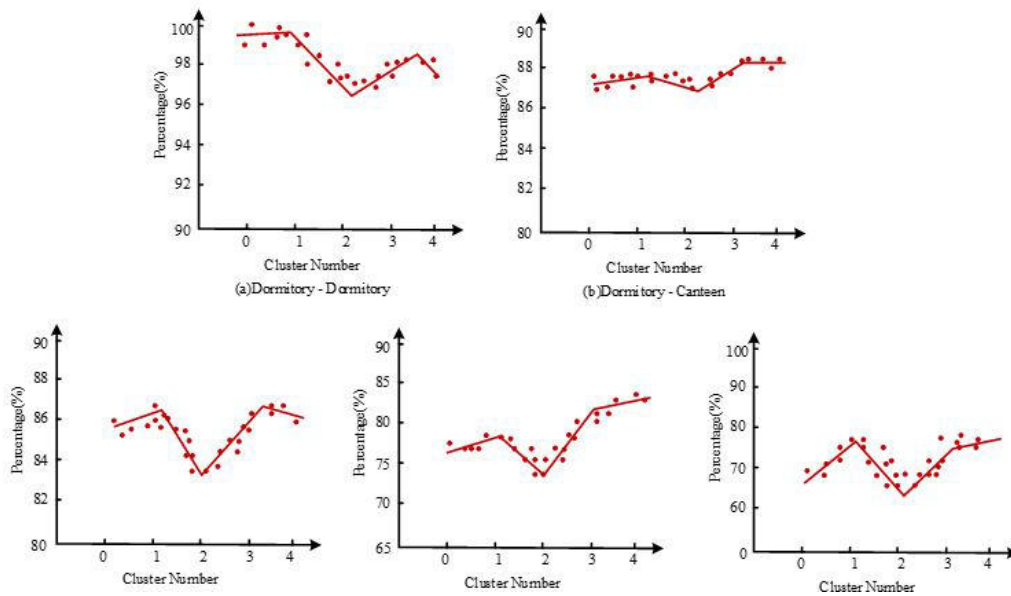 Percentage(%)
100
98
96
94
92
90
0 1 2 3 4
Cluster Number
(a)Dormitory - Dormitory
Percentage(%)
90
88
86
84
82
80
0 1 2 3 4
Cluster Number
(b)Dormitory - Canteen
Percentage(%)
90
88
86
84
82
80
0 1 2 3 4
Cluster Number
Percentage(%)
90
85
80
75
70
65
0 1 2 3 4
Cluster Number
Percentage(%)
100
90
80
70
60
0
0 1 2 3 4
Cluster Number